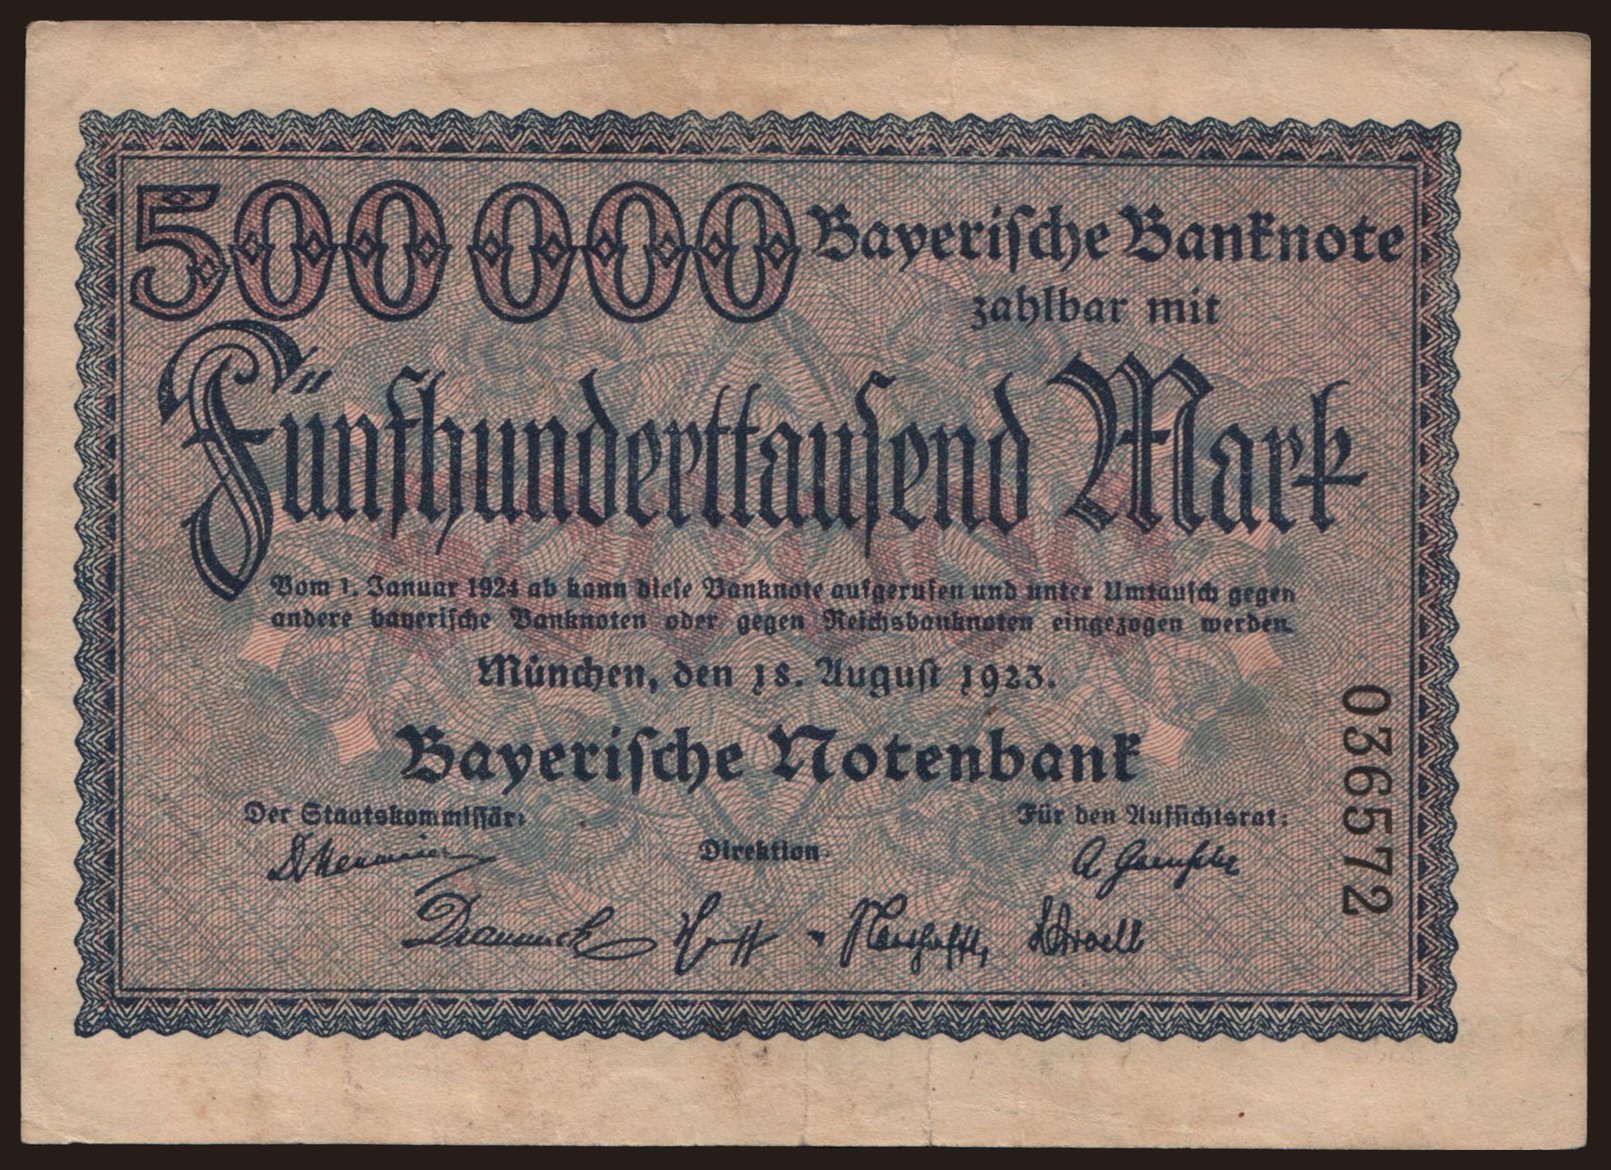 500 000 Bayerische Banknote
zahlbar mit
Fünfhunderttausend Mark
Vom 1. Januar 1924 ab kann diese Banknote aufgerufen und unter Umtausch gegen
andere bayerische Banknoten oder gegen Reichsbanknoten eingezogen werden.
München, den 18. August 1923.
Bayerische Notenbank
Der Staatskommissär:
Für den Aufsichtsrat:
Direktion:
036572